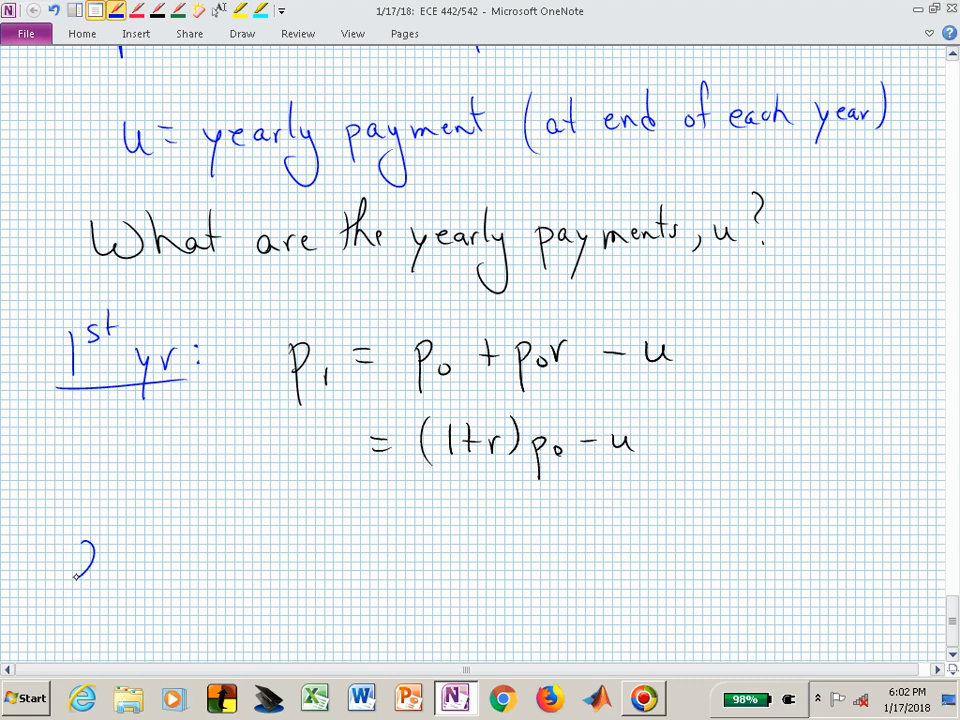 1/17/18: ECE 442/542 - Microsoft OneNote
File Home Insert Share Draw Review View Pages
u = yearly payment (at end of each year)
What are the yearly payments, u?
1st yr: p₁ = p₀ + p₀r - u
= (1+r)p₀ - u
Start
98%
6:02 PM
1/17/2018